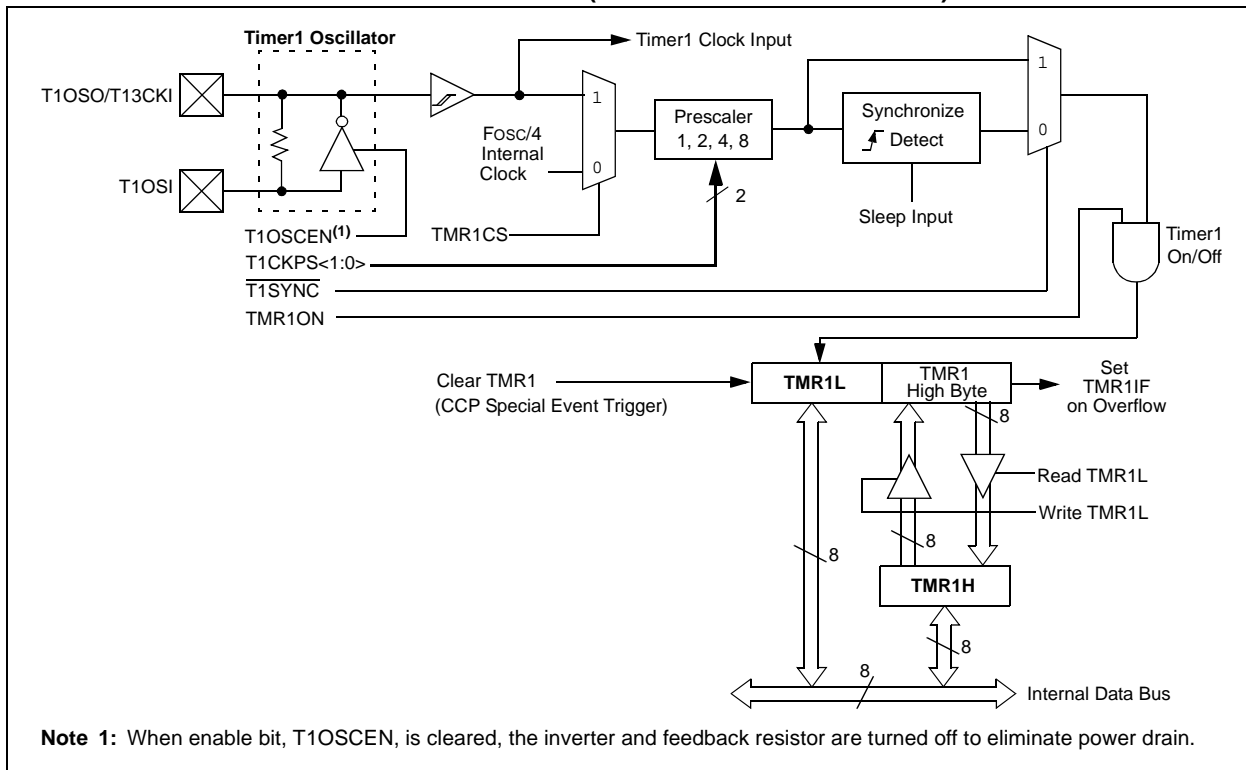 Timer1 Oscillator
Timer1 Clock Input
1
T1OSO/T13CKI
1
Prescaler
1, 2, 4, 8
Synchronize
Detect
FOSC/4
Internal
Clock
0
0
T1OSI
2
Sleep Input
T1OSCEN(1)
TMR1CS
Timer1
On/Off
T1CKPS<1:0>
T1SYNC
TMR1ON
Clear TMR1
(CCP Special Event Trigger)
TMR1L
TMR1
High Byte
Set
TMR1IF
on Overflow
8
Read TMR1L
Write TMR1L
8
8
TMR1H
8
8
Internal Data Bus
Note 1: When enable bit, T1OSCEN, is cleared, the inverter and feedback resistor are turned off to eliminate power drain.